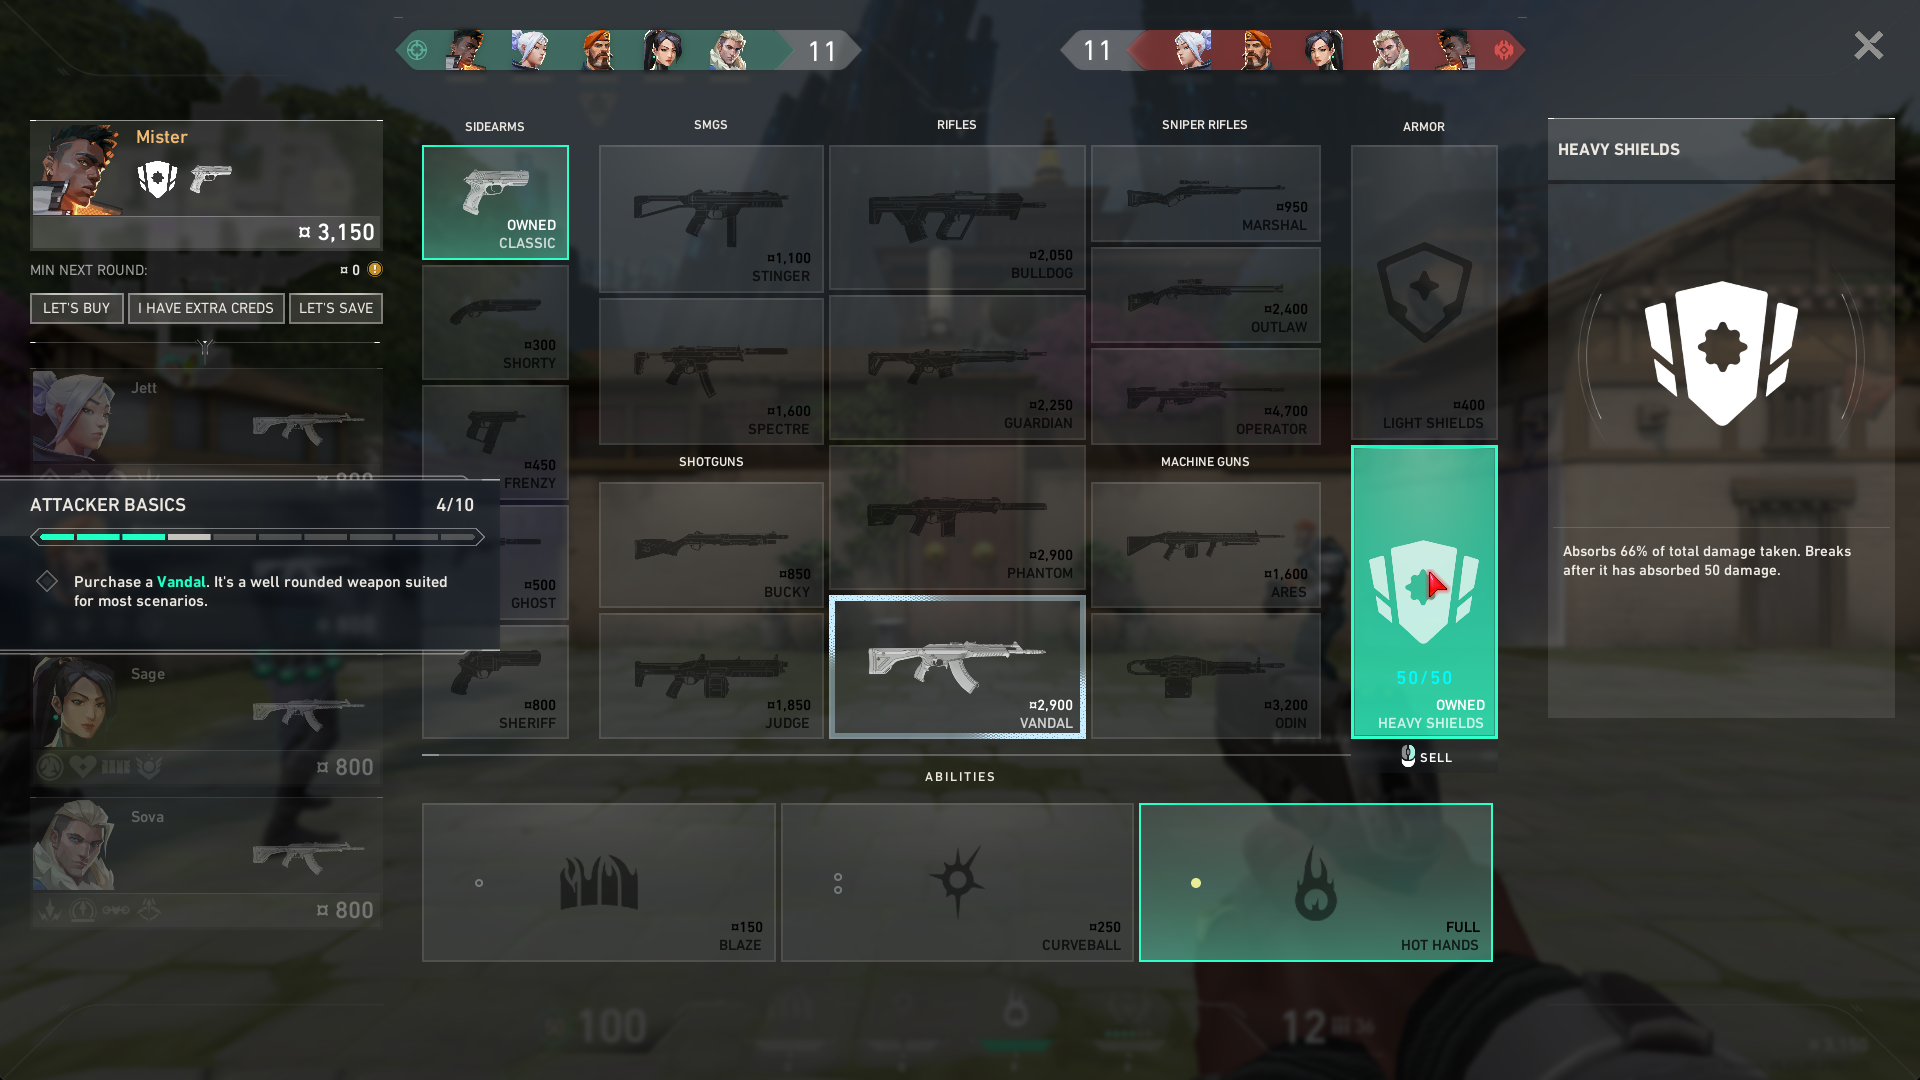 11
11
Mister
¤ 3,150
MIN NEXT ROUND:
¤ 0
LET'S BUY
I HAVE EXTRA CREDS
LET'S SAVE
Jett
ATTACKER BASICS
4/10
Purchase a Vandal. It's a well rounded weapon suited
for most scenarios.
Sage
¤ 800
Sova
¤ 800
SIDEARMS
OWNED
CLASSIC
¤300
SHORTY
¤450
FRENZY
¤500
GHOST
¤800
SHERIFF
SMGS
¤1,100
STINGER
¤1,600
SPECTRE
SHOTGUNS
¤850
BUCKY
¤1,850
JUDGE
RIFLES
¤2,050
BULLDOG
¤2,250
GUARDIAN
¤2,900
PHANTOM
¤2,900
VANDAL
SNIPER RIFLES
¤950
MARSHAL
¤2,400
OUTLAW
¤4,700
OPERATOR
MACHINE GUNS
¤1,600
ARES
¤3,200
ODIN
ARMOR
¤400
LIGHT SHIELDS
50/50
OWNED
HEAVY SHIELDS
SELL
ABILITIES
¤150
BLAZE
¤250
CURVEBALL
FULL
HOT HANDS
HEAVY SHIELDS
Absorbs 66% of total damage taken. Breaks
after it has absorbed 50 damage.
100
12